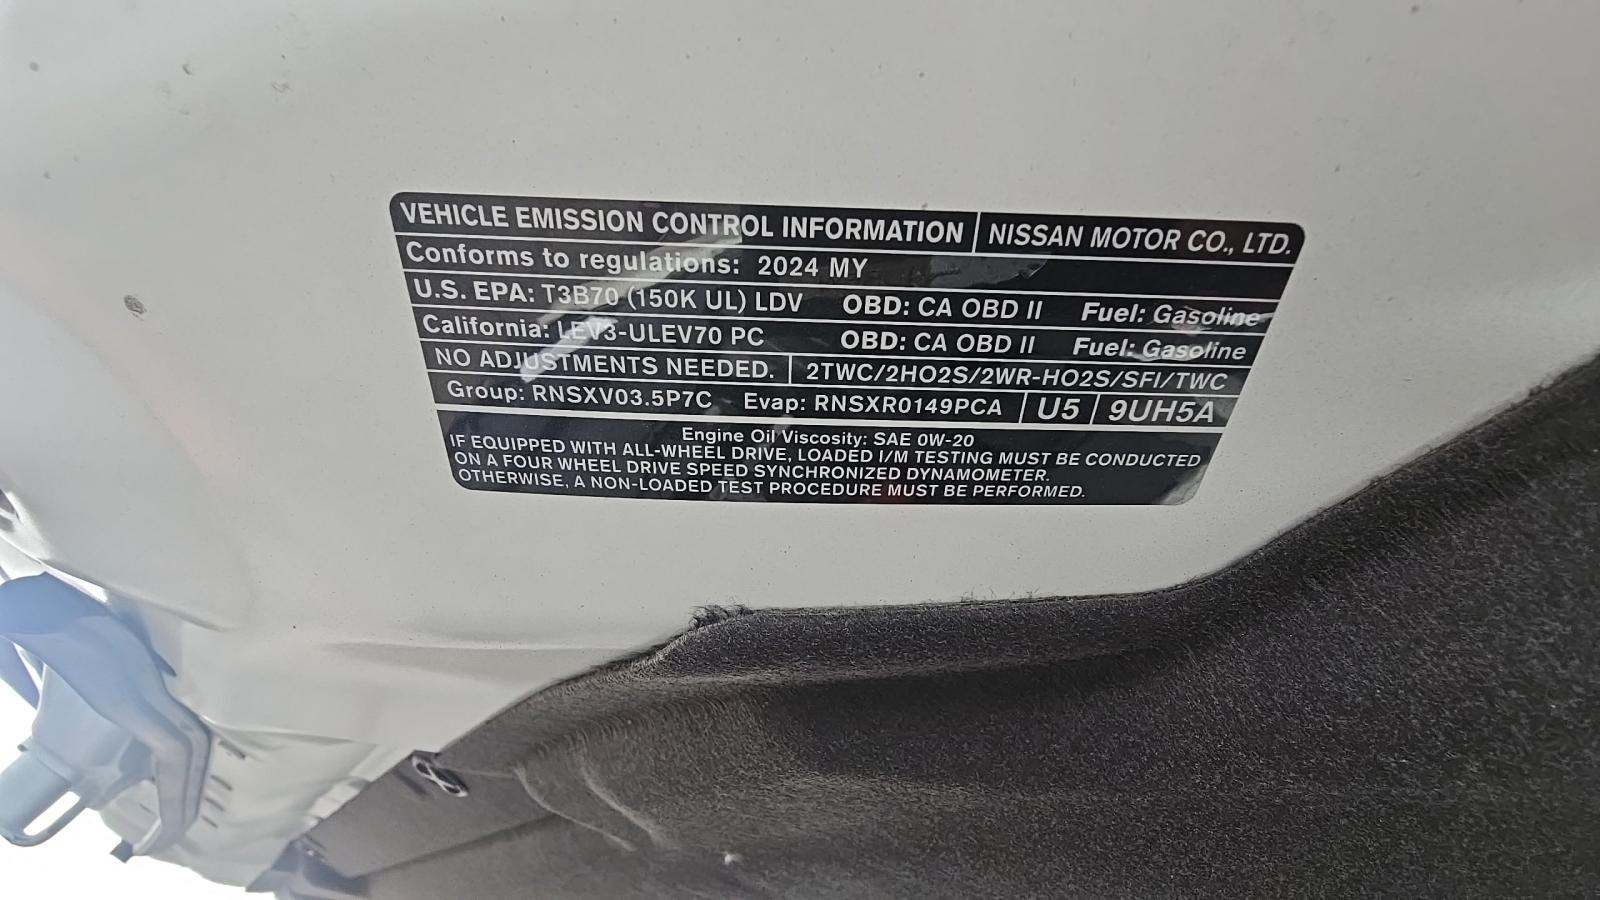 VEHICLE EMISSION CONTROL INFORMATION NISSAN MOTOR CO., LTD.
Conforms to regulations: 2024 MY
U.S. EPA: T3B70 (150K UL) LDV OBD: CA OBD II Fuel: Gasoline
California: LEV3-ULEV70 PC OBD: CA OBD II Fuel: Gasoline
NO ADJUSTMENTS NEEDED. 2TWC/2HO2S/2WR-HO2S/SFI/TWC
Group: RNSXV03.5P7C Evap: RNSXR0149PCA U5 9UH5A
Engine Oil Viscosity: SAE 0W-20
IF EQUIPPED WITH ALL-WHEEL DRIVE, LOADED I/M TESTING MUST BE CONDUCTED
ON A FOUR WHEEL DRIVE SPEED SYNCHRONIZED DYNAMOMETER.
OTHERWISE, A NON-LOADED TEST PROCEDURE MUST BE PERFORMED.